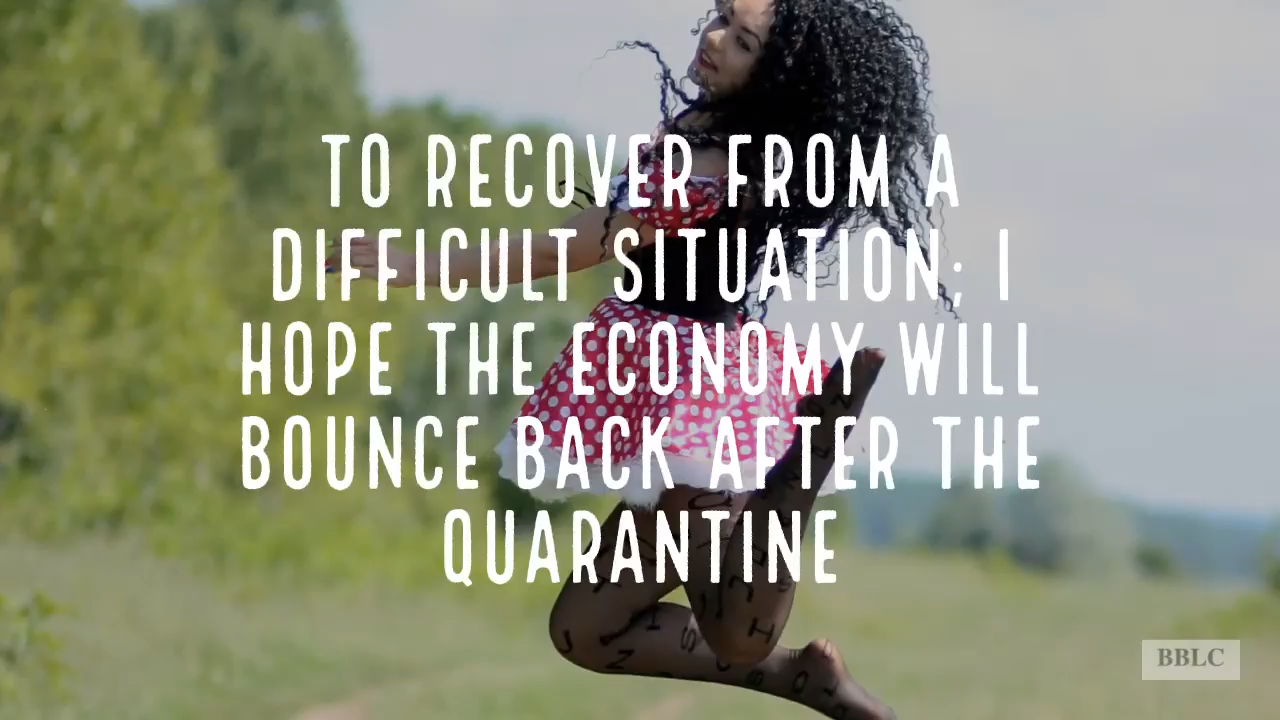 TO RECOVER FROM A
DIFFICULT SITUATION; I
HOPE THE ECONOMY WILL
BOUNCE BACK AFTER THE
QUARANTINE
BBLC